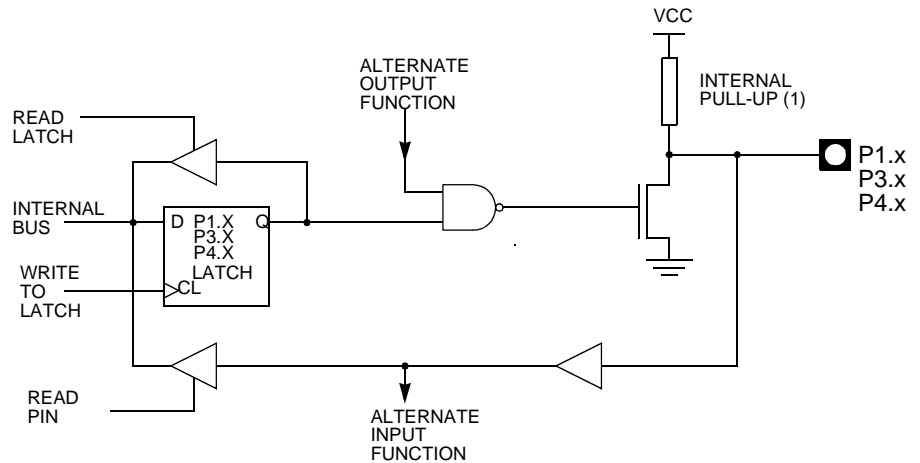 VCC
ALTERNATE
OUTPUT
FUNCTION
INTERNAL
PULL-UP (1)
READ
LATCH
P1.x
P3.x
P4.x
INTERNAL
BUS
D P1.X Q
P3.X
P4.X
LATCH
CL
WRITE
TO
LATCH
READ
PIN
ALTERNATE
INPUT
FUNCTION